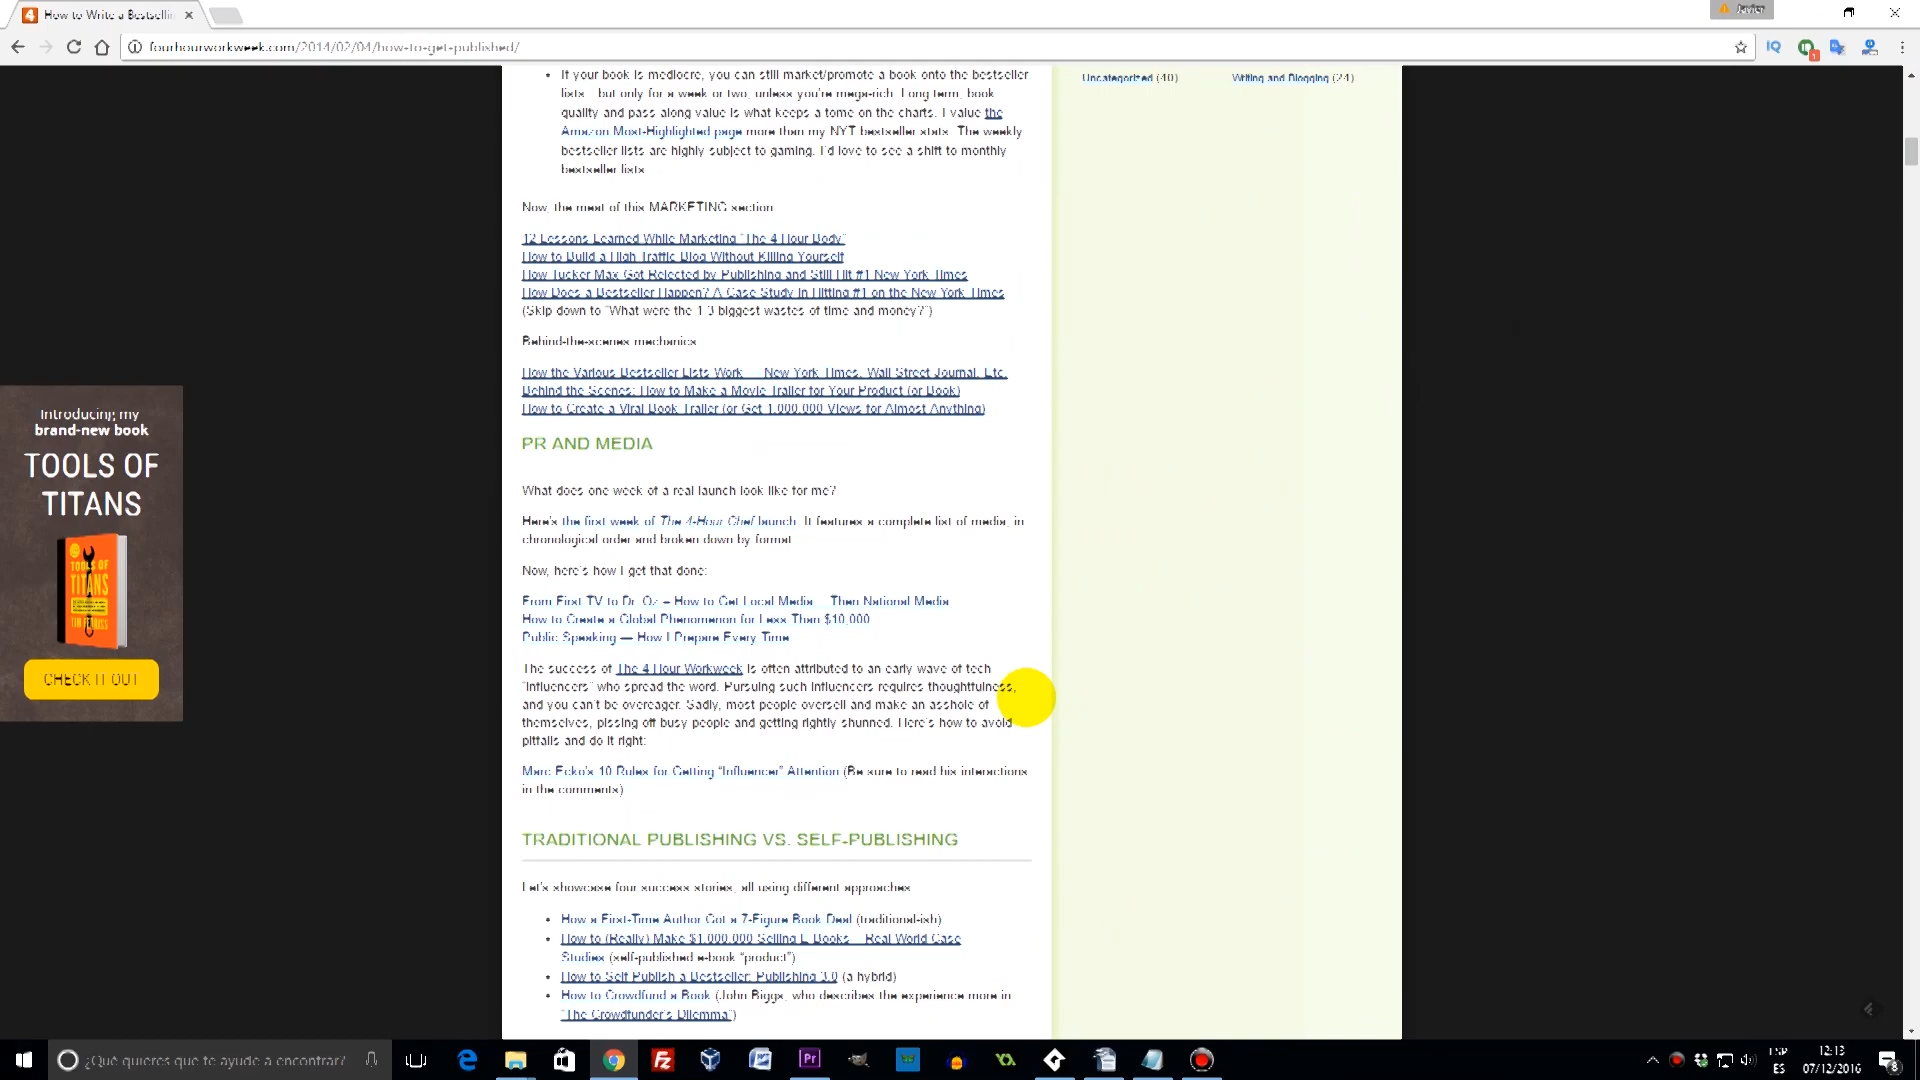 How to Write a Bestselli
Javier
fourhourworkweek.com/2014/02/04/how-to-get-published/
If your book is mediocre, you can still market/promote a book onto the bestseller
lists but only for a week or two, unless you're mega-rich. Long term, book
quality and pass along value is what keeps a tome on the charts. I value the
Amazon Most-Highlighted page more than my NYT bestseller stats. The weekly
bestseller lists are highly subject to gaming. I'd love to see a shift to monthly
bestseller lists
Uncategorized (40)
Writing and Blogging (24)
Now, the meat of this MARKETING section
12 Lessons Learned While Marketing "The 4 Hour Body"
How to Build a High Traffic Blog Without Killing Yourself
How Tucker Max Got Rejected by Publishing and Still Hit #1 New York Times
How Does a Bestseller Happen? A Case Study in Hitting #1 on the New York Times
(Skip down to "What were the 1 3 biggest wastes of time and money?")
Behind-the-scenes mechanics
How the Various Bestseller Lists Work — New York Times, Wall Street Journal, Etc.
Behind the Scenes: How to Make a Movie Trailer for Your Product (or Book)
How to Create a Viral Book Trailer (or Get 1,000,000 Views for Almost Anything)
PR AND MEDIA
What does one week of a real launch look like for me?
Here's the first week of The 4-Hour Chef launch. It features a complete list of media, in
chronological order and broken down by format
Now, here's how I get that done:
From First TV to Dr. Oz – How to Get Local Media... Then National Media
How to Create a Global Phenomenon for Less Than $10,000
Public Speaking — How I Prepare Every Time
The success of The 4 Hour Workweek is often attributed to an early wave of tech
"influencers" who spread the word. Pursuing such influencers requires thoughtfulness,
and you can't be overeager. Sadly, most people oversell and make an asshole of
themselves, pissing off busy people and getting rightly shunned. Here's how to avoid
pitfalls and do it right:
Marc Ecko's 10 Rules for Getting "Influencer" Attention (Be sure to read his interactions
in the comments)
TRADITIONAL PUBLISHING VS. SELF-PUBLISHING
Let's showcase four success stories, all using different approaches
How a First-Time Author Got a 7-Figure Book Deal (traditional-ish)
How to (Really) Make $1,000,000 Selling E-Books – Real World Case
Studies (self-published e-book "product")
How to Self Publish a Bestseller: Publishing 3.0 (a hybrid)
How to Crowdfund a Book (John Biggs, who describes the experience more in
"The Crowdfunder's Dilemma")
Introducing my
brand-new book
TOOLS OF
TITANS
TOOLS OF
TITANS
TIM FERRISS
CHECK IT OUT
¿Qué quieres que te ayude a encontrar?
Pr
ESP
ES
12:13
07/12/2016
8